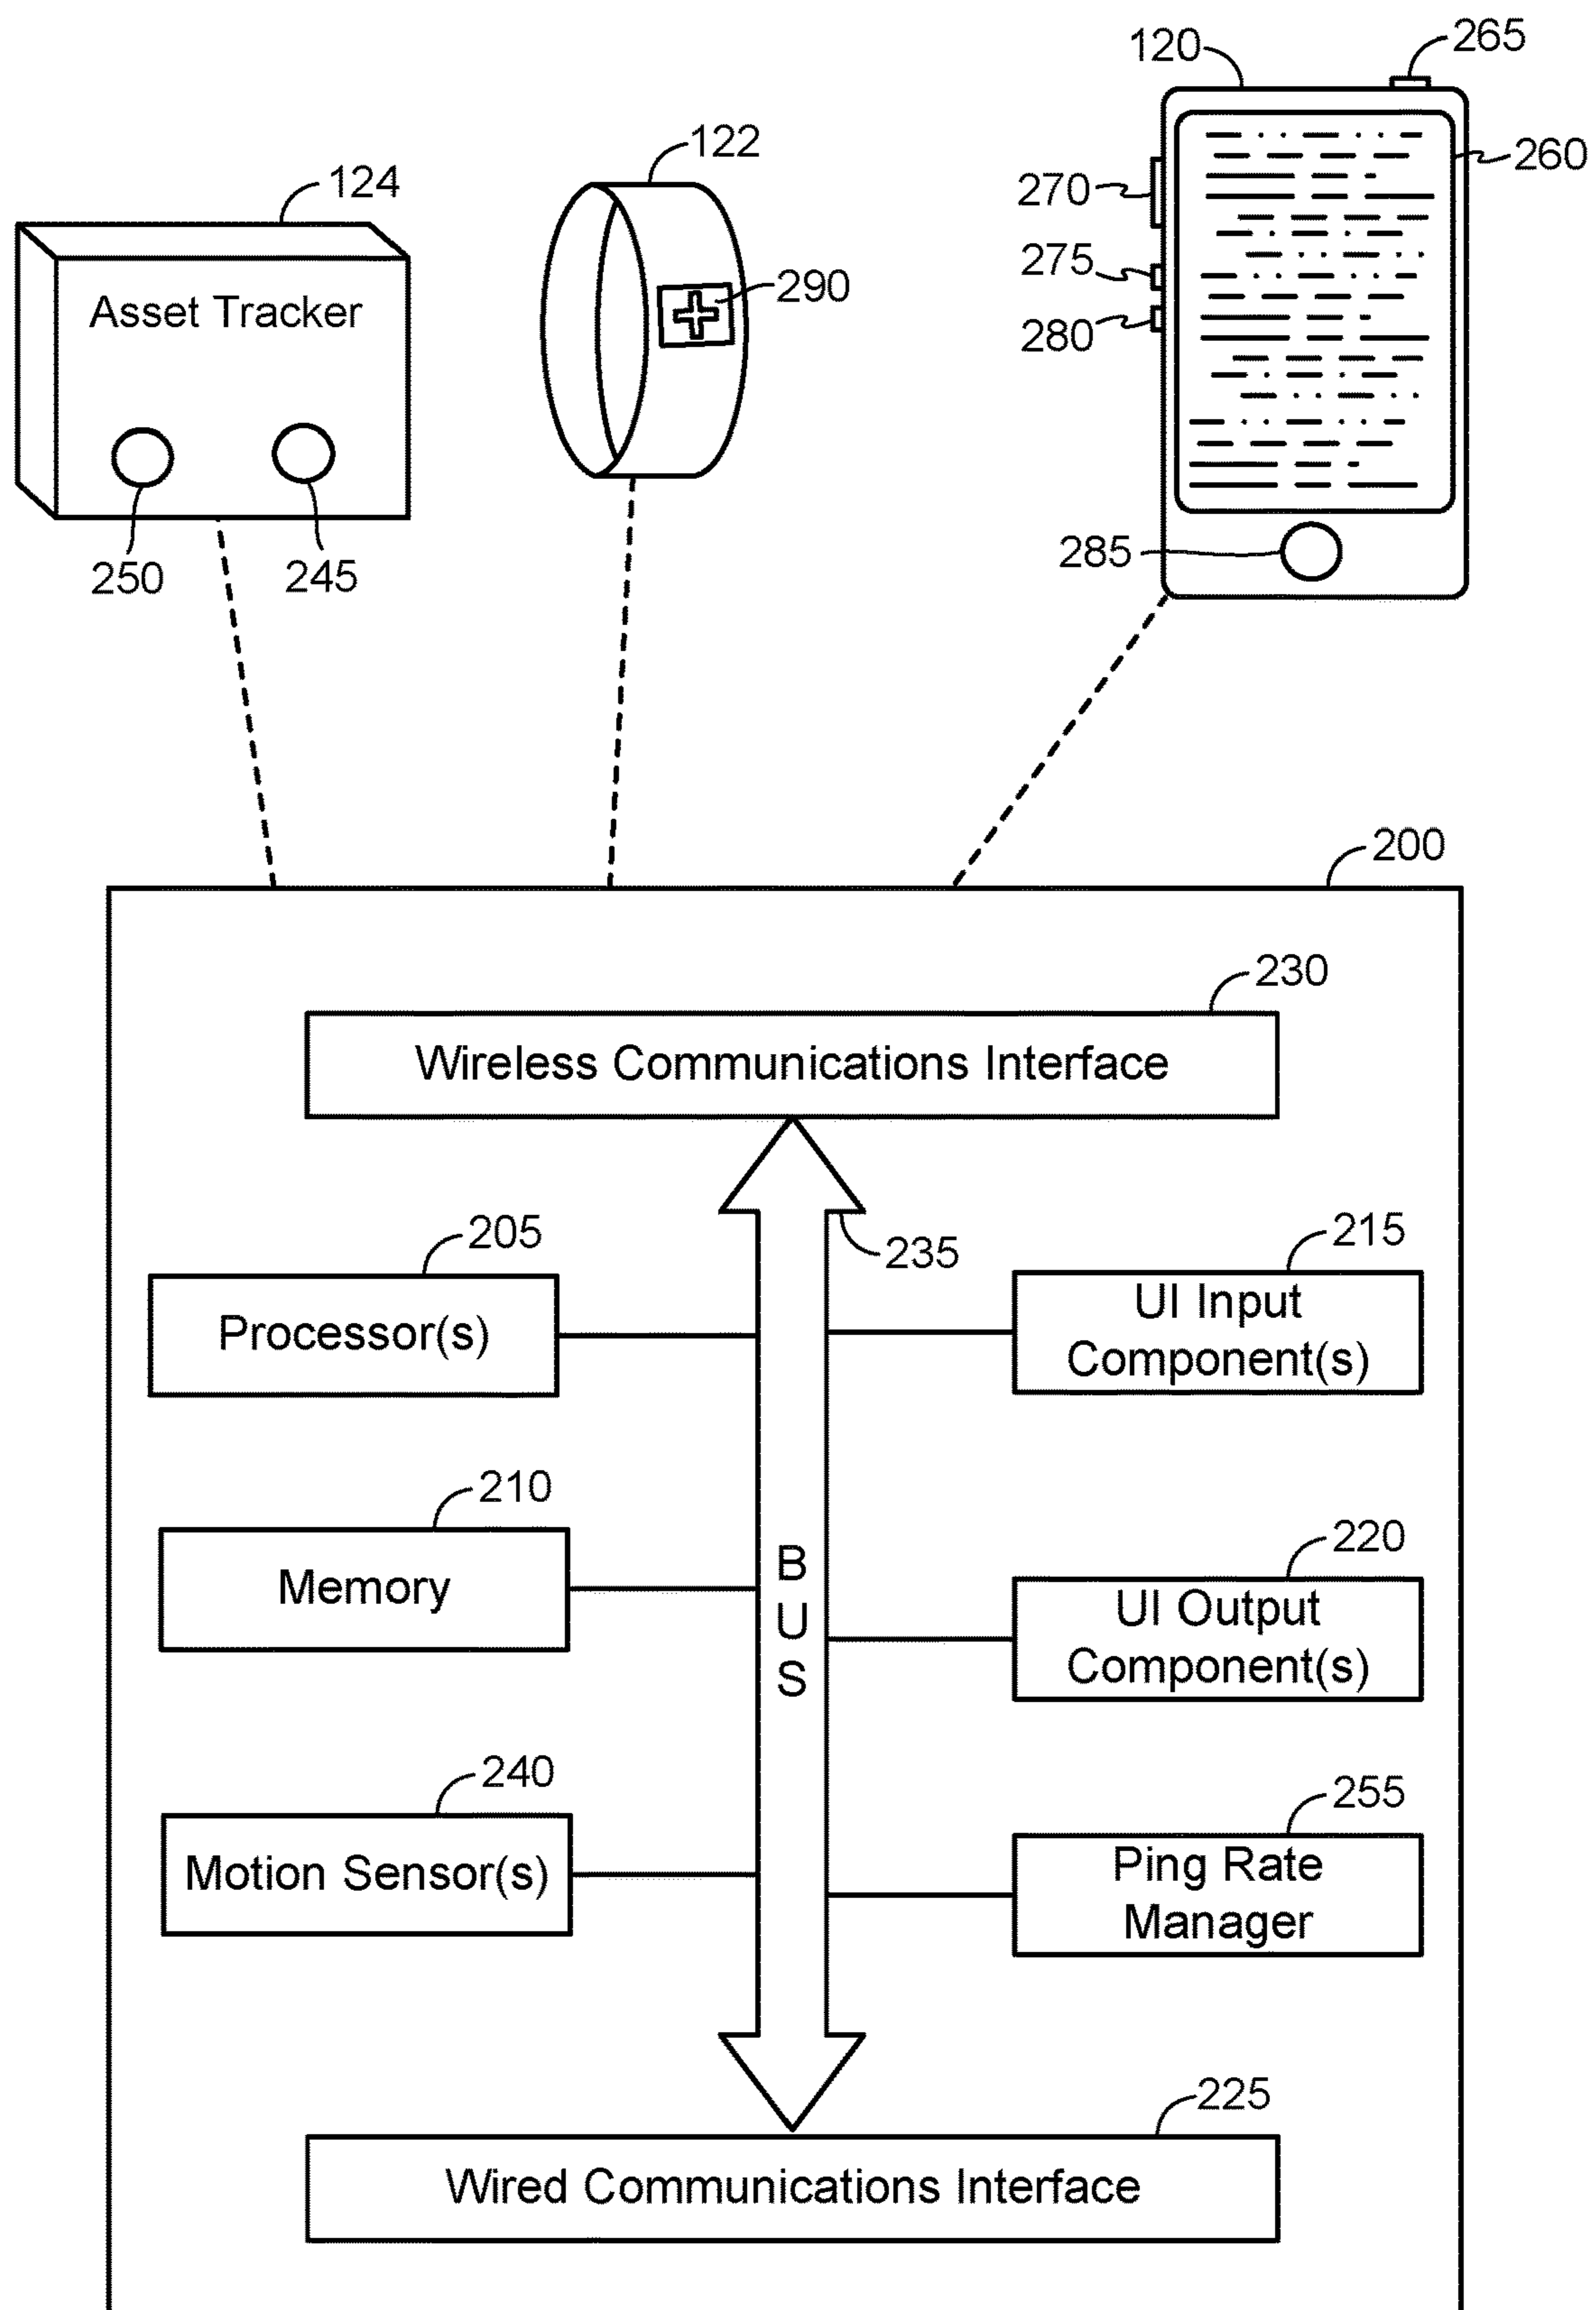 265
120
122
260
124
270
275
290
Asset Tracker
280
285
250
245
200
230
Wireless Communications Interface
205
235
215
Processor(s)
UI Input
Component(s)
210
220
Memory
B
U
S
UI Output
Component(s)
240
255
Motion Sensor(s)
Ping Rate
Manager
225
Wired Communications Interface